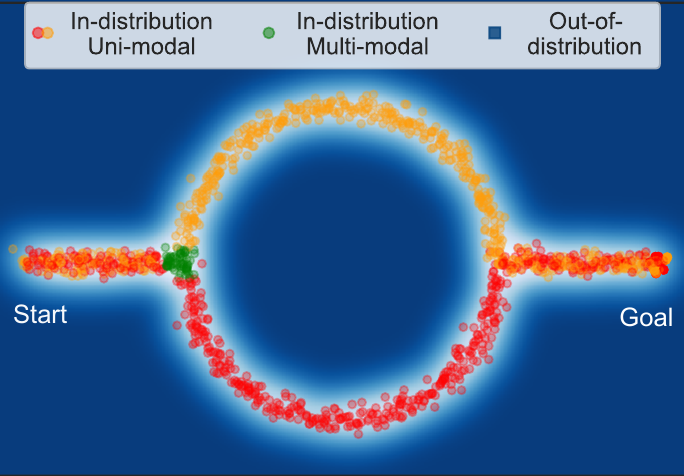 In-distribution
Uni-modal
In-distribution
Multi-modal
Out-of-
distribution
Start
Goal